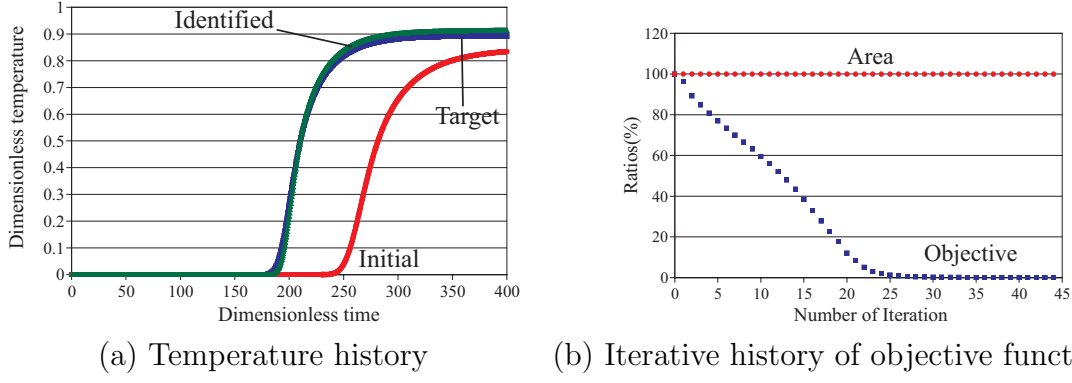 Dimensionless temperature
1
0.9
0.8
0.7
0.6
0.5
0.4
0.3
0.2
0.1
0
Identified
Target
Initial
0 50 100 150 200 250 300 350 400
Dimensionless time
(a) Temperature history
Ratios(%)
120
100
80
60
40
20
0
Area
Objective
0 5 10 15 20 25 30 35 40 45
Number of Iteration
(b) Iterative history of objective funct